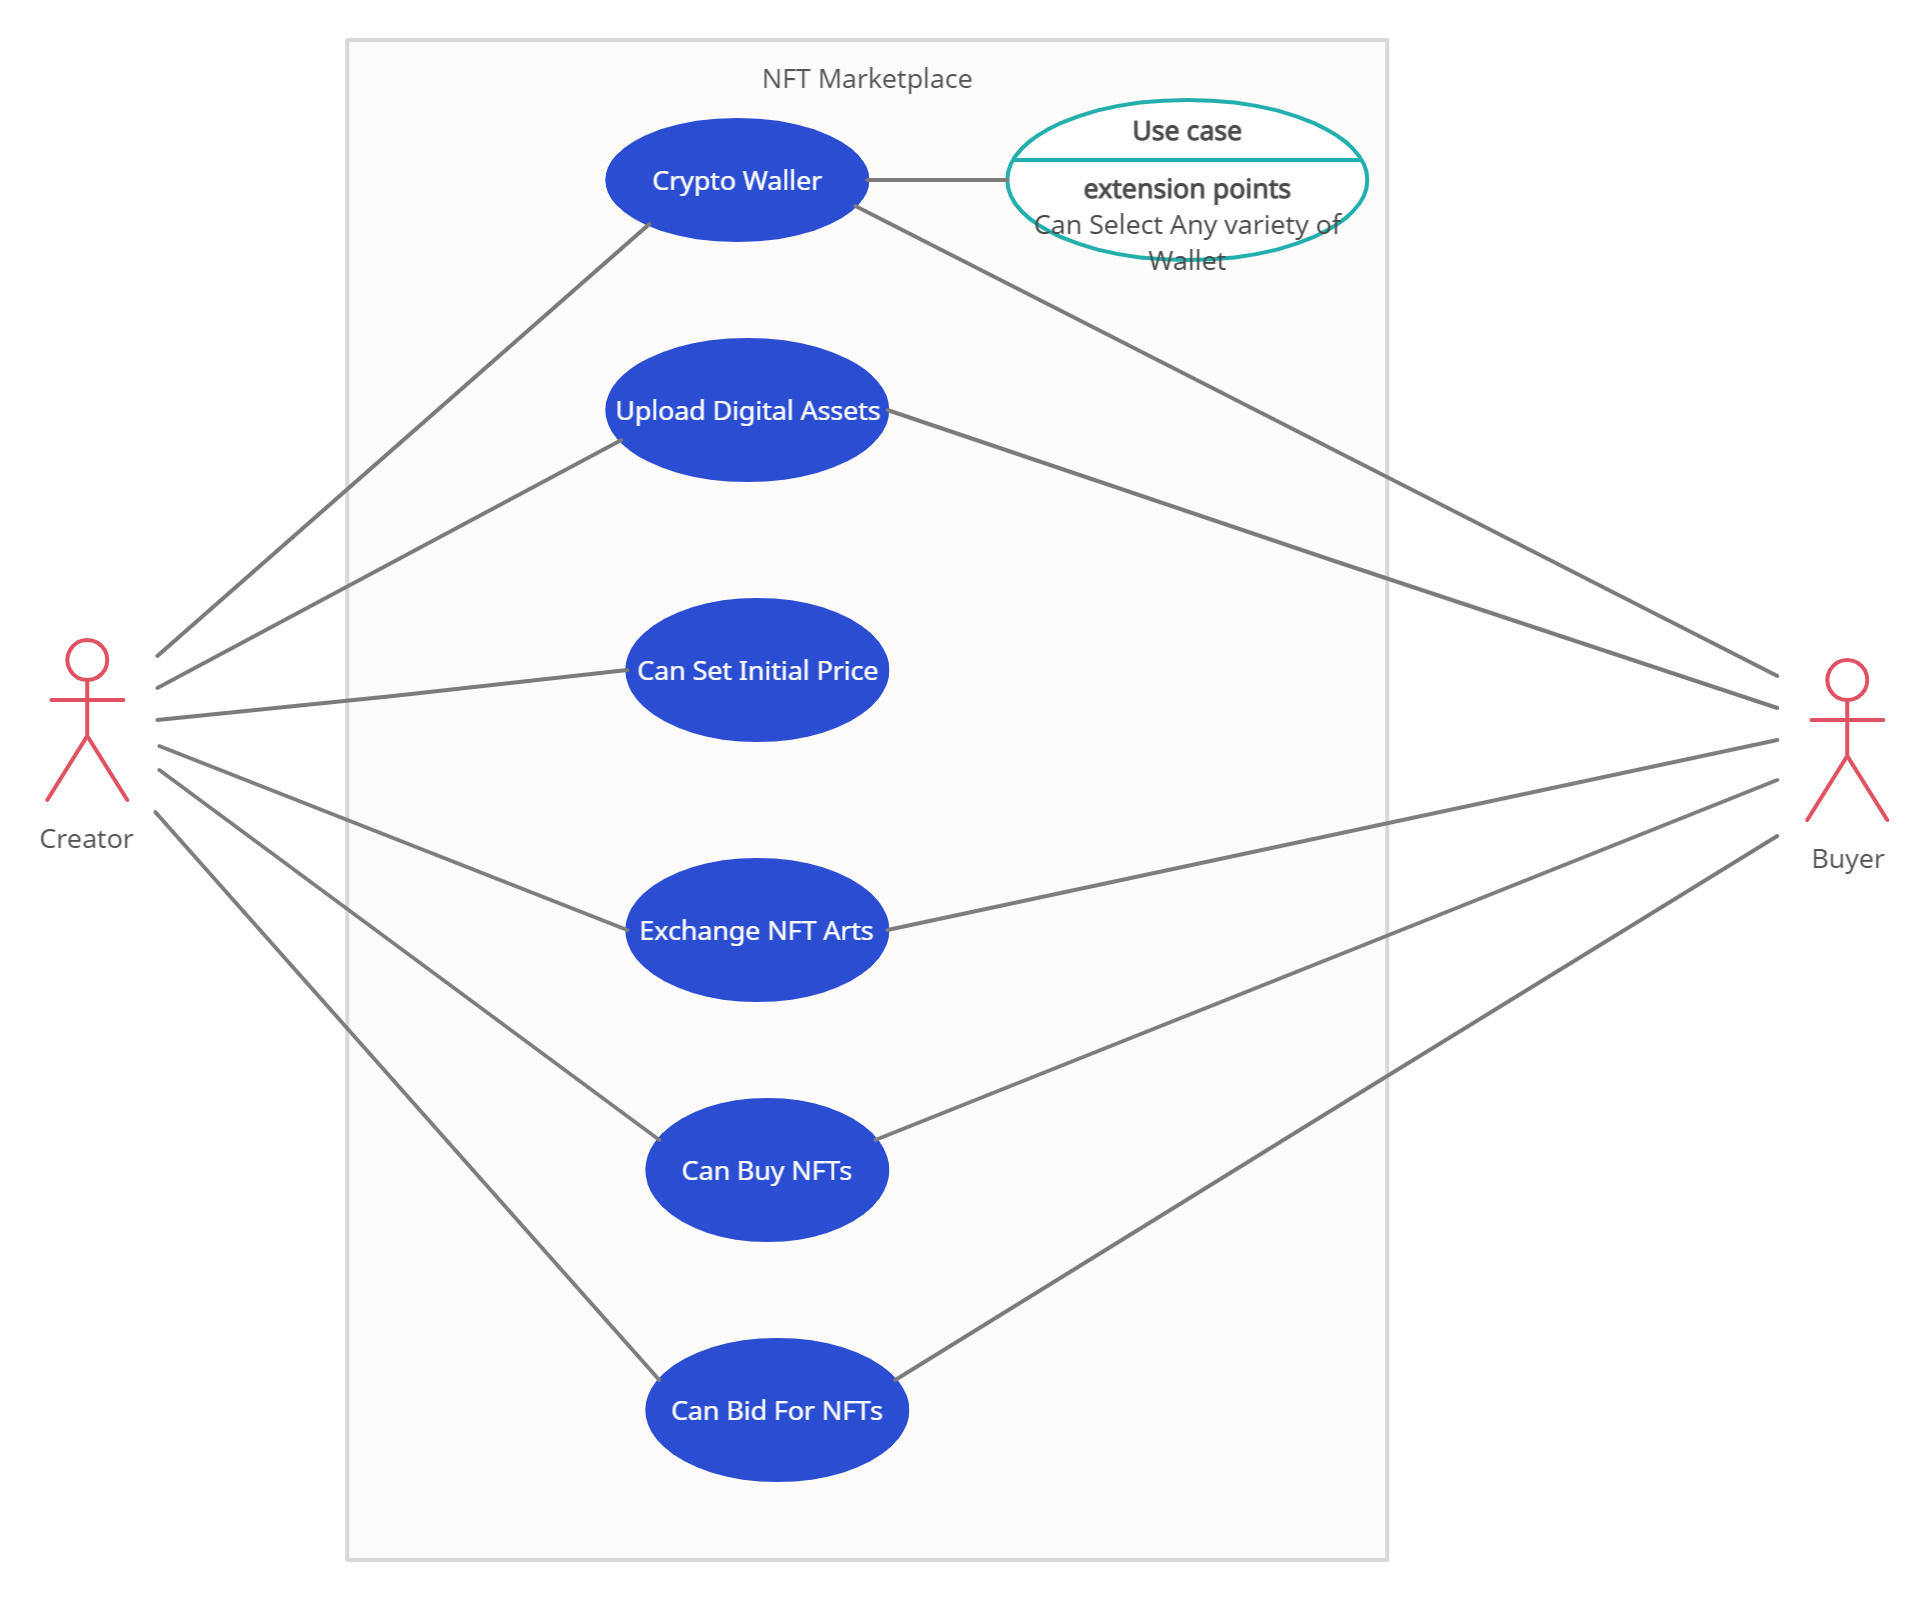 NFT Marketplace
Use case
Crypto Waller
extension points
Can Select Any variety of
Wallet
Upload Digital Assets
Can Set Initial Price
Creator
Buyer
Exchange NFT Arts
Can Buy NFTs
Can Bid For NFTs